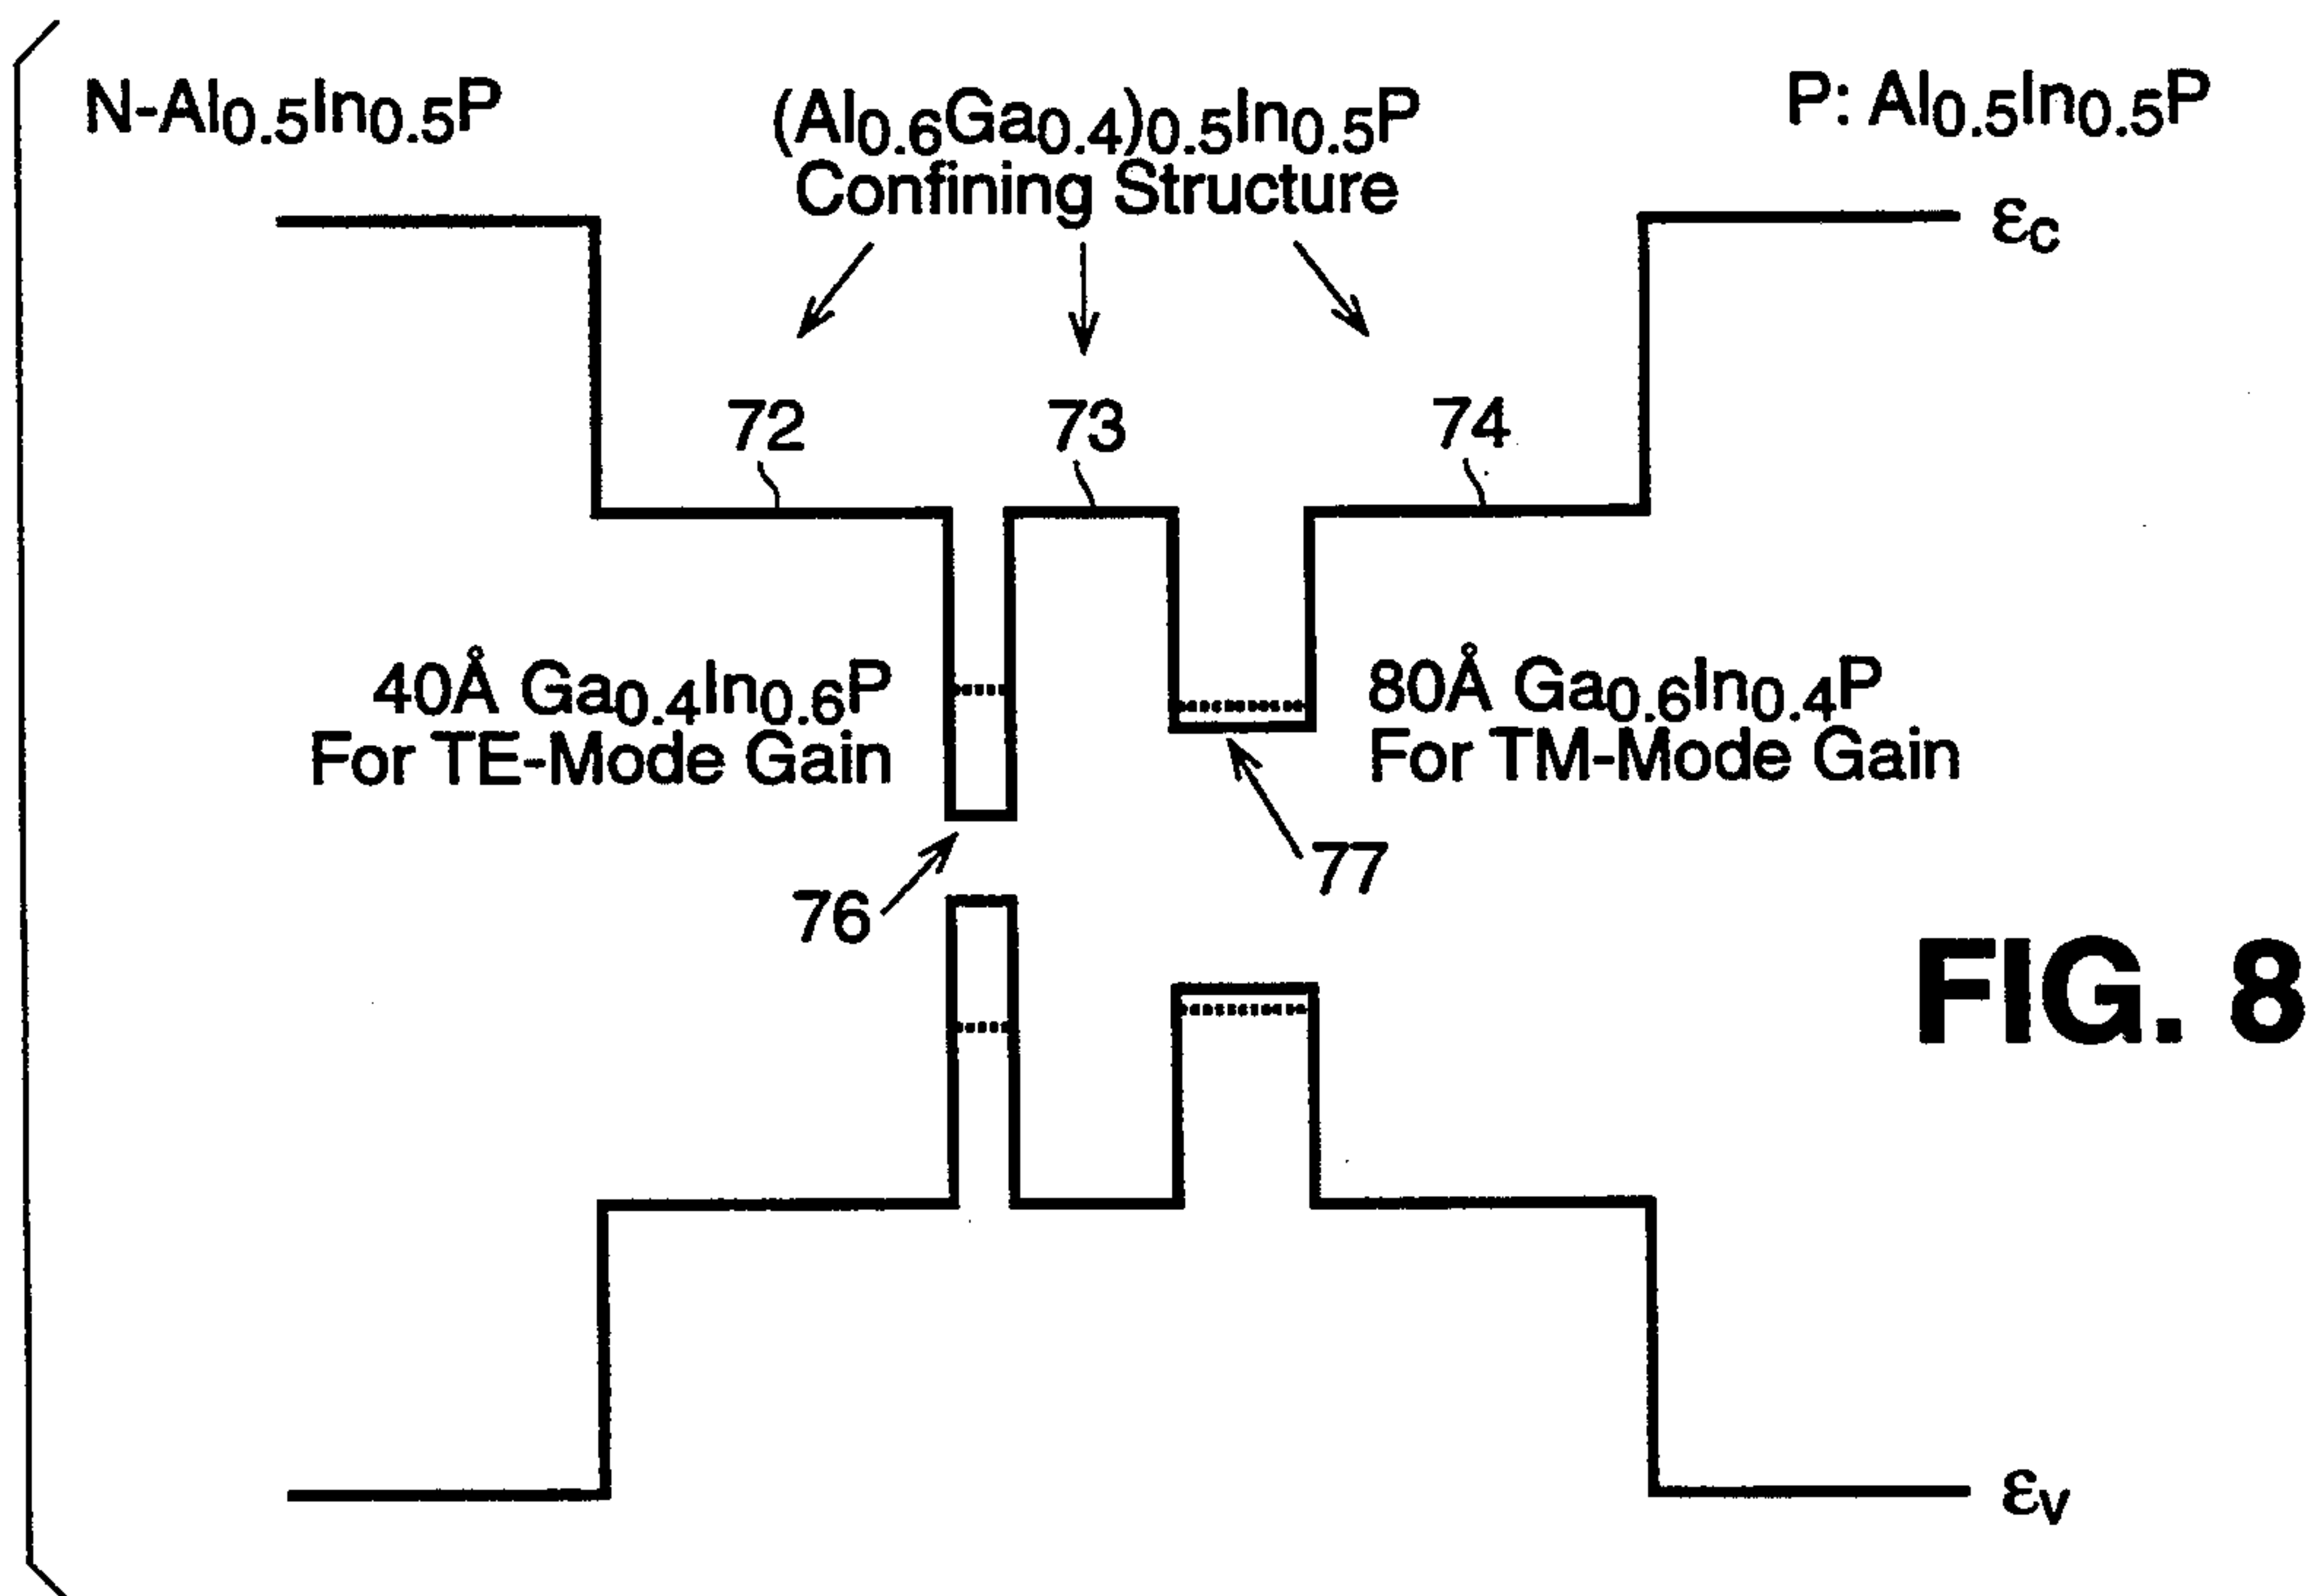 N-Al0.5In0.5P
(Al0.6Ga0.4)0.5In0.5P
Confining Structure
P: Al0.5In0.5P
εc
72
73
74
40Å Ga0.4In0.6P
For TE-Mode Gain
80Å Ga0.6In0.4P
For TM-Mode Gain
76
77
FIG. 8
εv